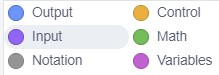 Output
Control
Input
Math
Notation
Variables